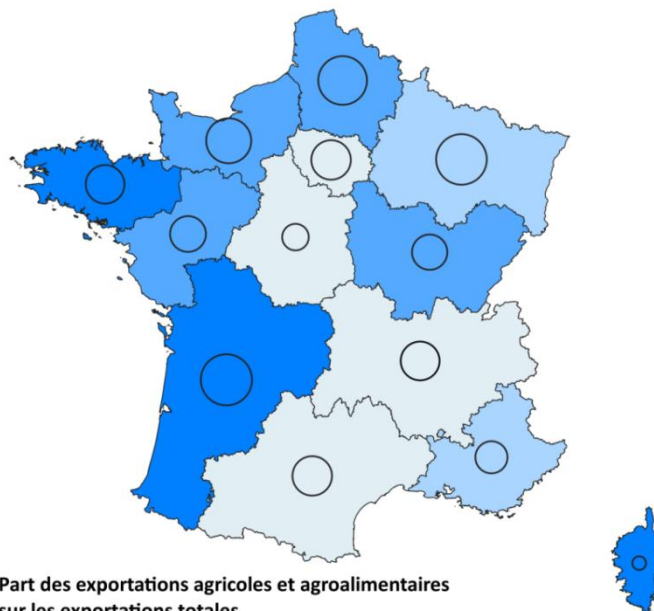 Part des exportations agricoles et agroalimentaires
sur les exportations totales